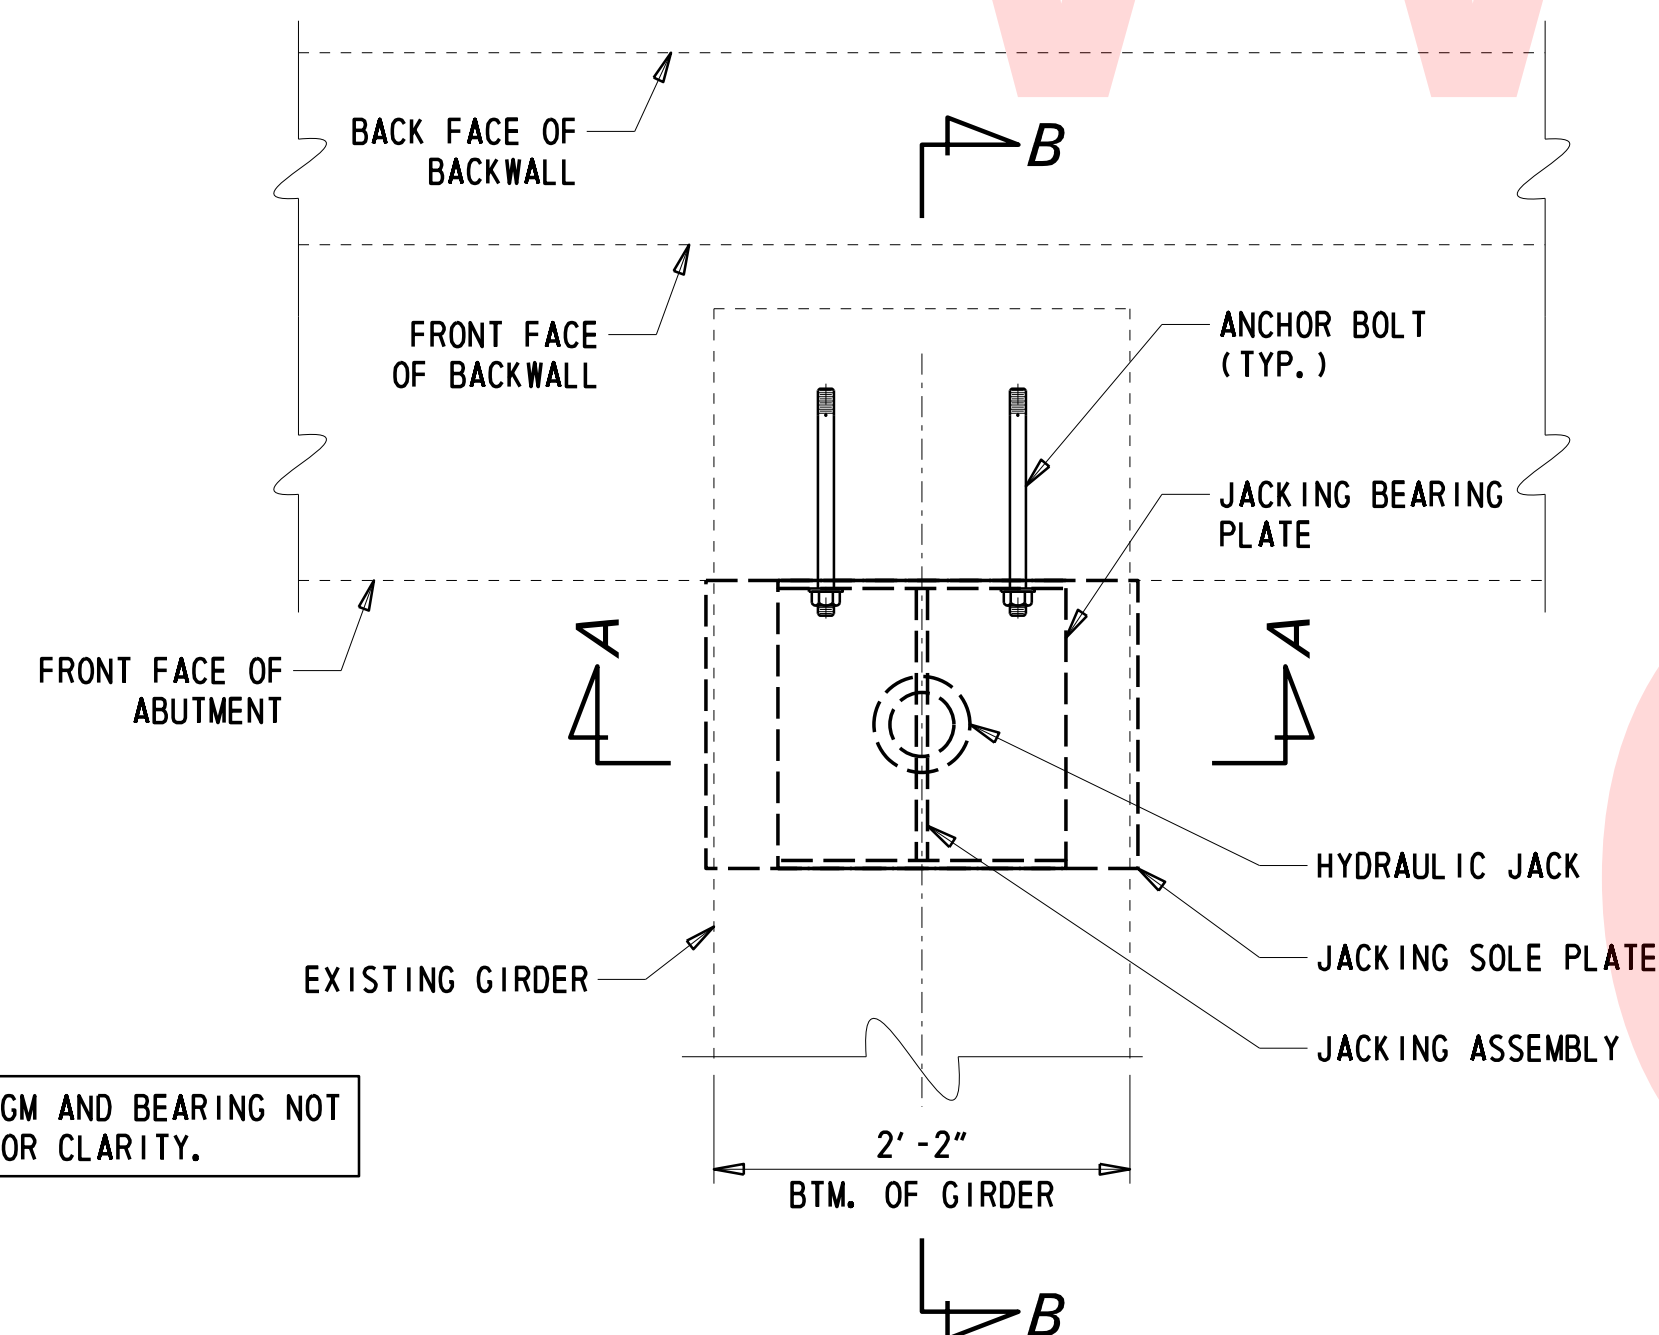 B
BACK FACE OF
BACKWALL
FRONT FACE
OF BACKWALL
ANCHOR BOLT
(TYP.)
JACKING BEARING
PLATE
A
A
FRONT FACE OF
ABUTMENT
HYDRAULIC JACK
JACKING SOLE PLATE
EXISTING GIRDER
JACKING ASSEMBLY
GM AND BEARING NOT
OR CLARITY.
2'-2"
BTM. OF GIRDER
B